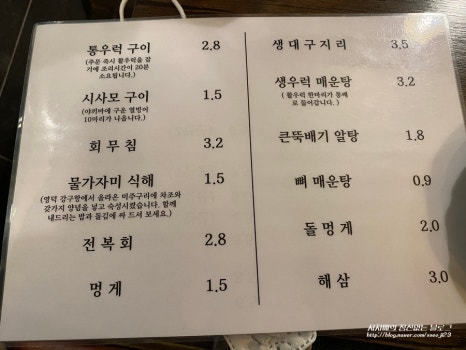 통우럭 구이 2.8
(주문 즉시 활우럭을 잡
기에 조리시간이 20분
소요됩니다.)
시사모 구이 1.5
(야끼바에 구운 열빙어
10마리가 나옵니다.)
회 무 침 3.2
물가자미 식해 1.5
(영덕 강구항에서 올라온 미주구리에 차조와
갖가지 양념을 넣고 숙성시켰습니다. 함께
내드리는 밥과 돌김에 싸 드셔 보세요.)
전 복 회 2.8
멍 게 1.5
생 대 구 지 리 3.5
생우럭 매운탕 3.2
( 활우럭 한마리가 통째
로 들어갑니다. )
큰뚝배기 알탕 1.8
뼈 매운탕 0.9
돌 멍 게 2.0
해 삼 3.0